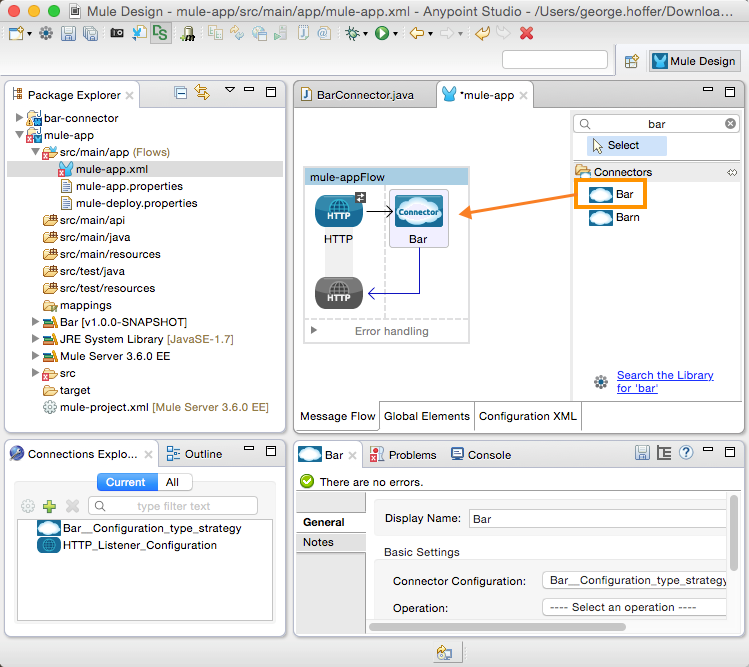 Mule Design - mule-app/src/main/app/mule-app.xml - Anypoint Studio - /Users/george.hoffer/Downloa...
DS
Mule Design
Package Explorer
bar-connector
mule-app
src/main/app (Flows)
mule-app.xml
mule-app.properties
mule-deploy.properties
src/main/api
src/main/java
src/main/resources
src/test/java
src/test/resources
mappings
Bar [v1.0.0-SNAPSHOT]
JRE System Library [JavaSE-1.7]
Mule Server 3.6.0 EE
src
target
mule-project.xml [Mule Server 3.6.0 EE]
BarConnector.java
*mule-app
mule-appFlow
HTTP
Connector
HTTP
Bar
HTTP
Error handling
bar
Select
Connectors
Bar
Barn
Search the Library
for 'bar'
Message Flow
Global Elements
Configuration XML
Connections Explo...
Outline
Current
All
type filter text
Bar__Configuration_type_strategy
HTTP_Listener_Configuration
Bar
Problems
Console
There are no errors.
General
Notes
Display Name:
Bar
Basic Settings
Connector Configuration:
Bar__Configuration_type_strategy
Operation:
---- Select an operation ----